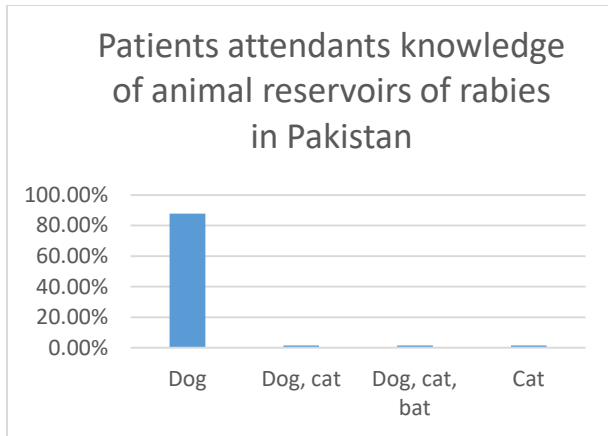 Patients attendants knowledge
of animal reservoirs of rabies
in Pakistan
100.00%
80.00%
60.00%
40.00%
20.00%
0.00%
Dog
Dog, cat
Dog, cat,
bat
Cat